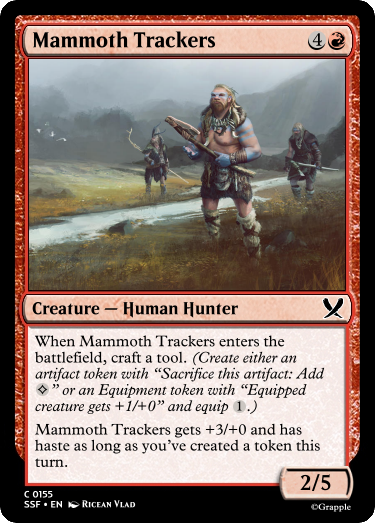 Mammoth Trackers 4
Creature — Human Hunter
When Mammoth Trackers enters the
battlefield, craft a tool. (Create either an
artifact token with “Sacrifice this artifact: Add
” or an Equipment token with “Equipped
creature gets +1/+0” and equip 1.)
Mammoth Trackers gets +3/+0 and has
haste as long as you’ve created a token this
turn.
2/5
C 0155
SSF • EN Ricean Vlad
©Grapple